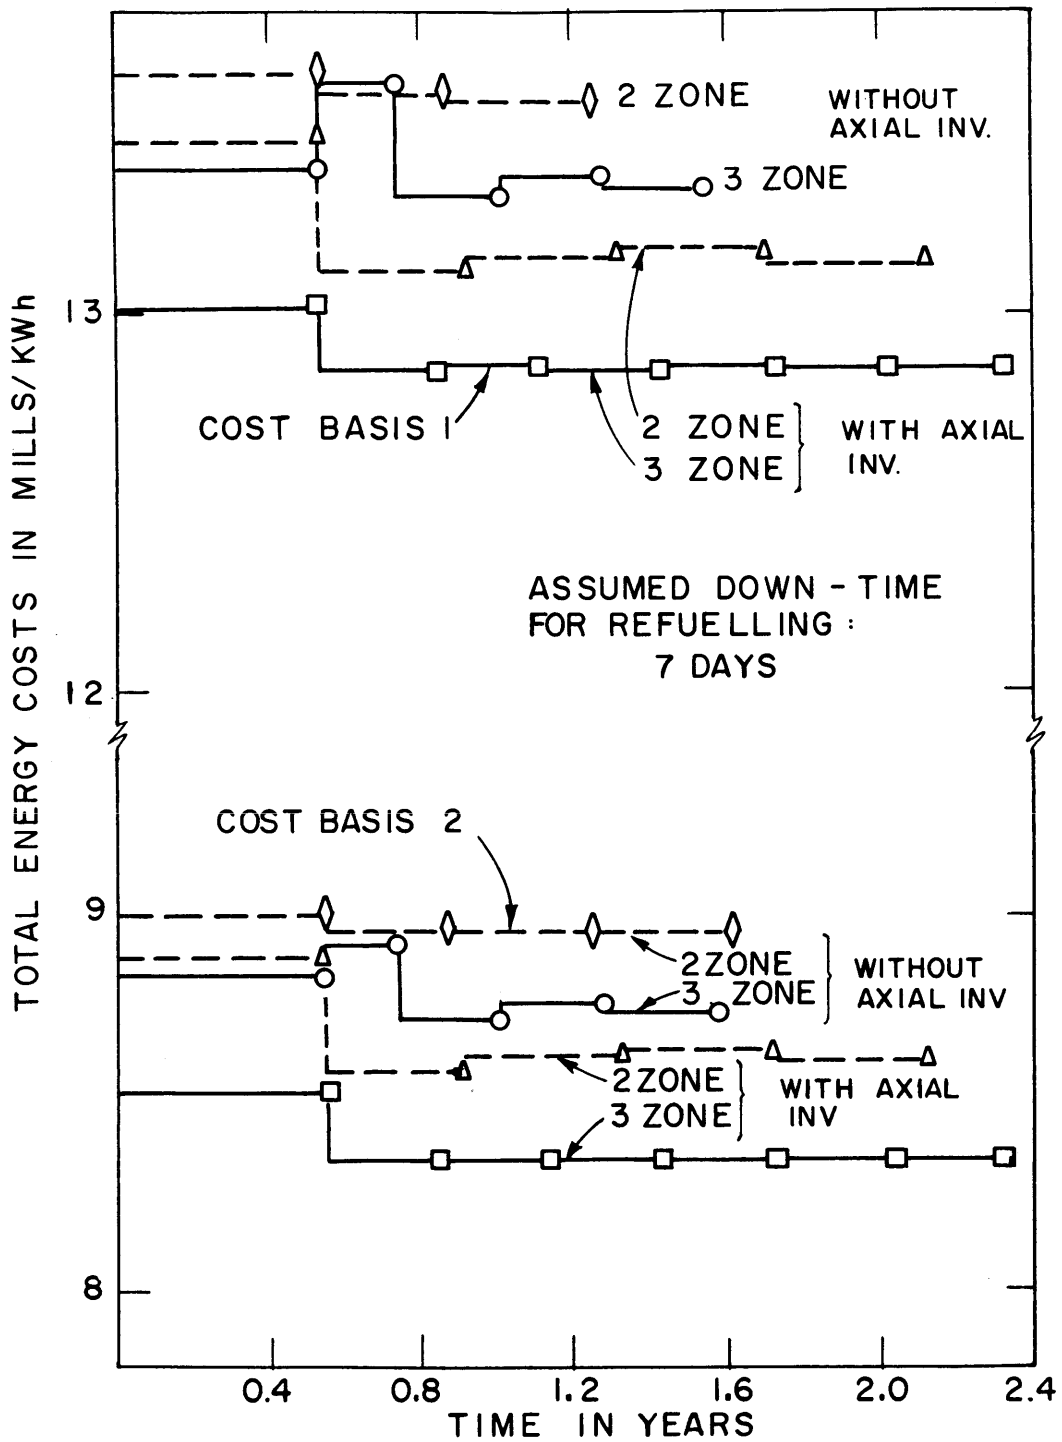 2 ZONE
WITHOUT
AXIAL INV.
3 ZONE
13
COST BASIS 1
2 ZONE
3 ZONE
WITH AXIAL
INV.
ASSUMED DOWN - TIME
FOR REFUELLING :
7 DAYS
12
TOTAL ENERGY COSTS IN MILLS/KWh
COST BASIS 2
9
2 ZONE
3 ZONE
WITHOUT
AXIAL INV
2 ZONE
3 ZONE
WITH AXIAL
INV
8
0.4 0.8 1.2 1.6 2.0 2.4
TIME IN YEARS